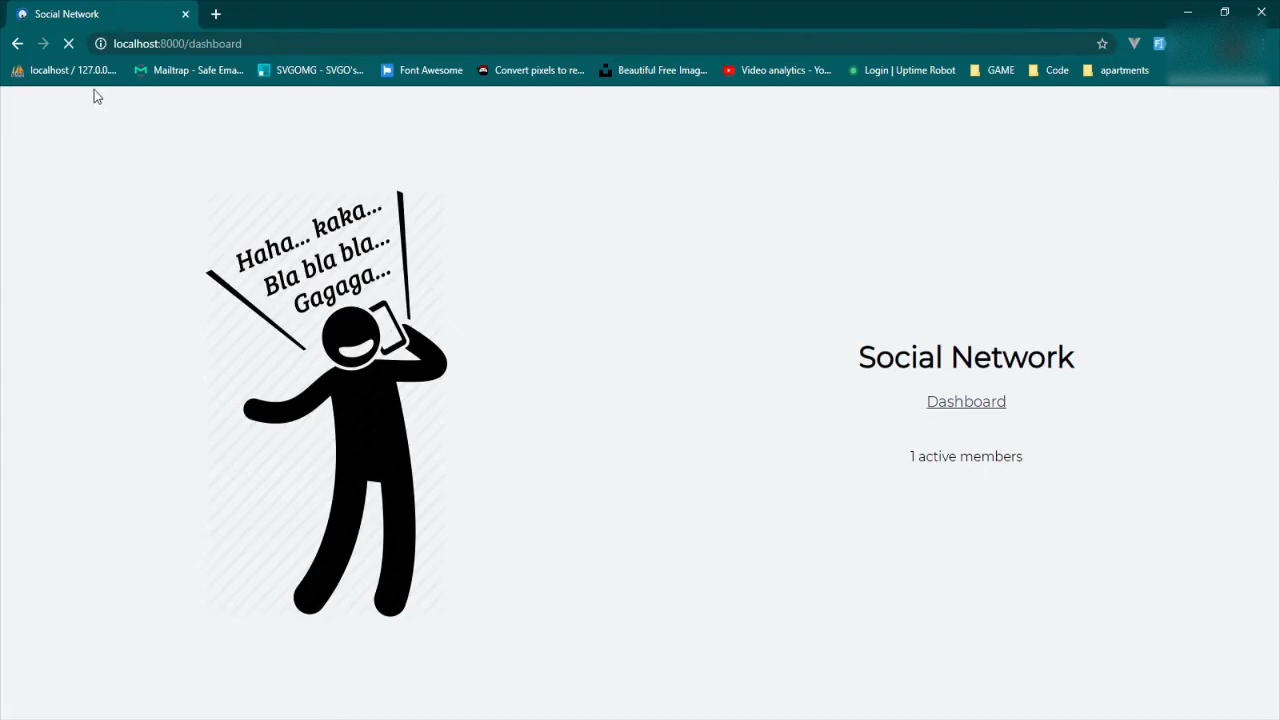 Social Network
localhost:8000/dashboard
localhost / 127.0.0....
Mailtrap - Safe Ema...
SVGOMG - SVGO's...
Font Awesome
Convert pixels to re...
Beautiful Free Imag...
Video analytics - Yo...
Login | Uptime Robot
GAME
Code
apartments
Haha... kaka...
Bla bla bla...
Gagaga...
Social Network
Dashboard
1 active members